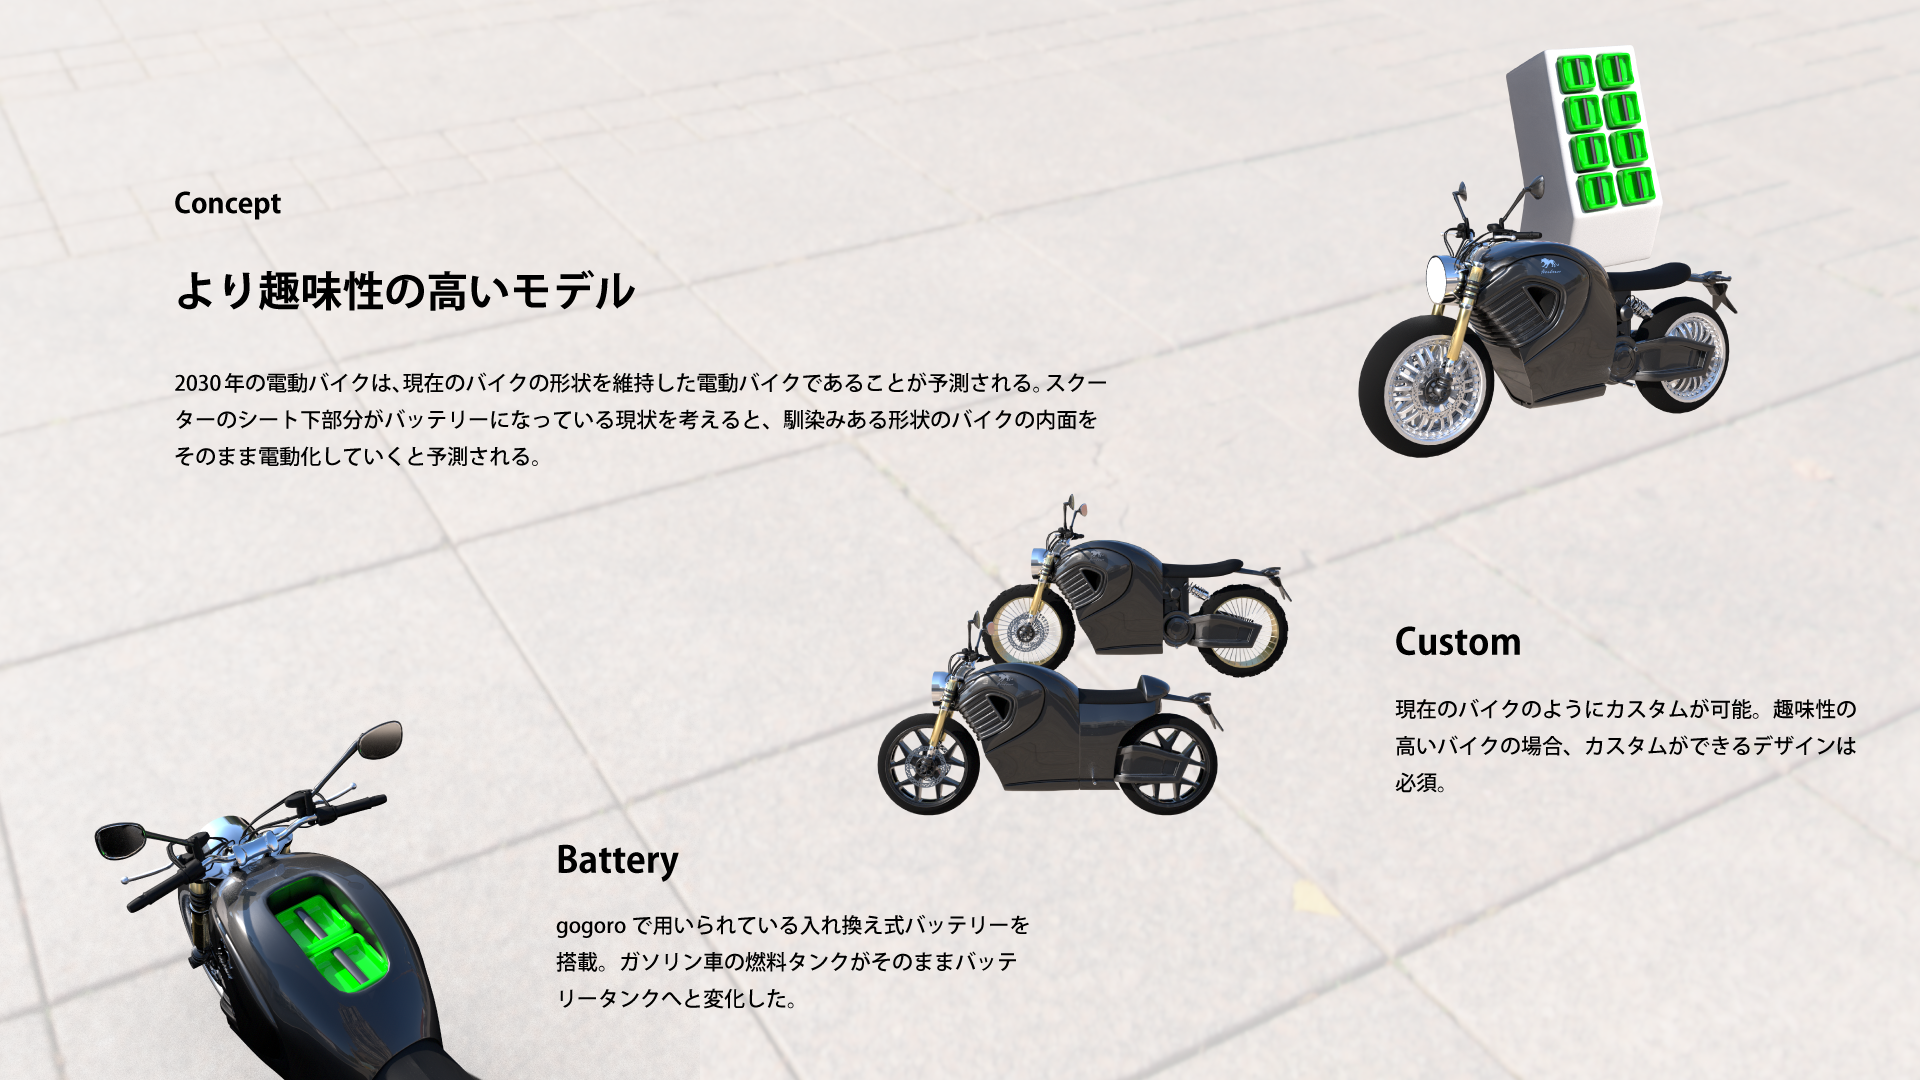 Concept
より趣味性の高いモデル
2030年の電動バイクは、現在のバイクの形状を維持した電動バイクであることが予測される。スクー
ターのシート下部分がバッテリーになっている現状を考えると、馴染みある形状のバイクの内面を
そのまま電動化していくと予測される。
Custom
現在のバイクのようにカスタムが可能。趣味性の
高いバイクの場合、カスタムができるデザインは
必須。
Battery
gogoro で用いられている入れ換え式バッテリーを
搭載。ガソリン車の燃料タンクがそのままバッテ
リータンクへと変化した。